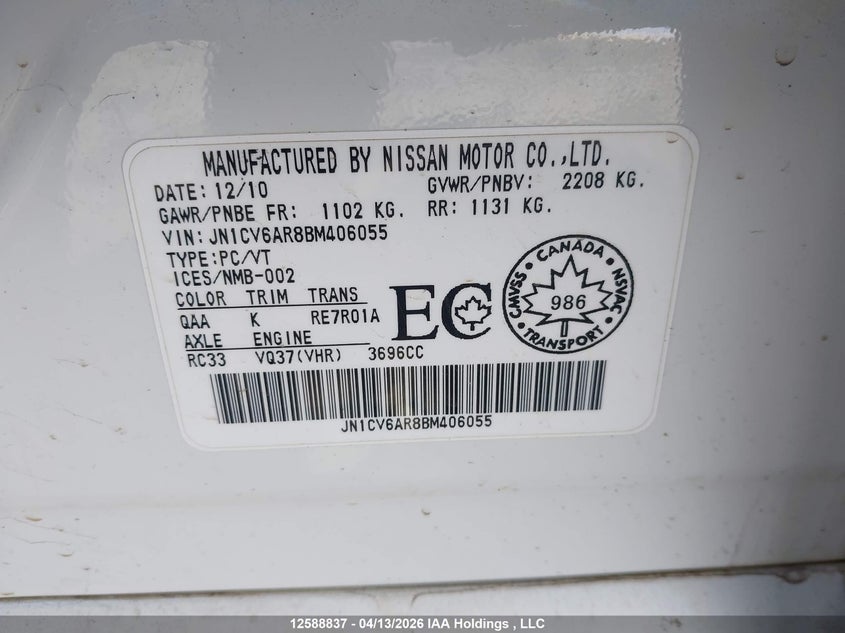 MANUFACTURED BY NISSAN MOTOR CO.,LTD.
DATE: 12/10 GVWR/PNBV: 2208 KG.
GAWR/PNBE FR: 1102 KG. RR: 1131 KG.
VIN: JN1CV6AR8BM406055
TYPE:PC/VT
ICES/NMB-002
COLOR TRIM TRANS
QAA K RE7R01A
AXLE ENGINE
RC33 VQ37(VHR) 3696CC
EC
CANADA
CMVSS
NSVAC
986
TRANSPORT
JN1CV6AR8BM406055
12588837 - 04/13/2026 IAA Holdings , LLC